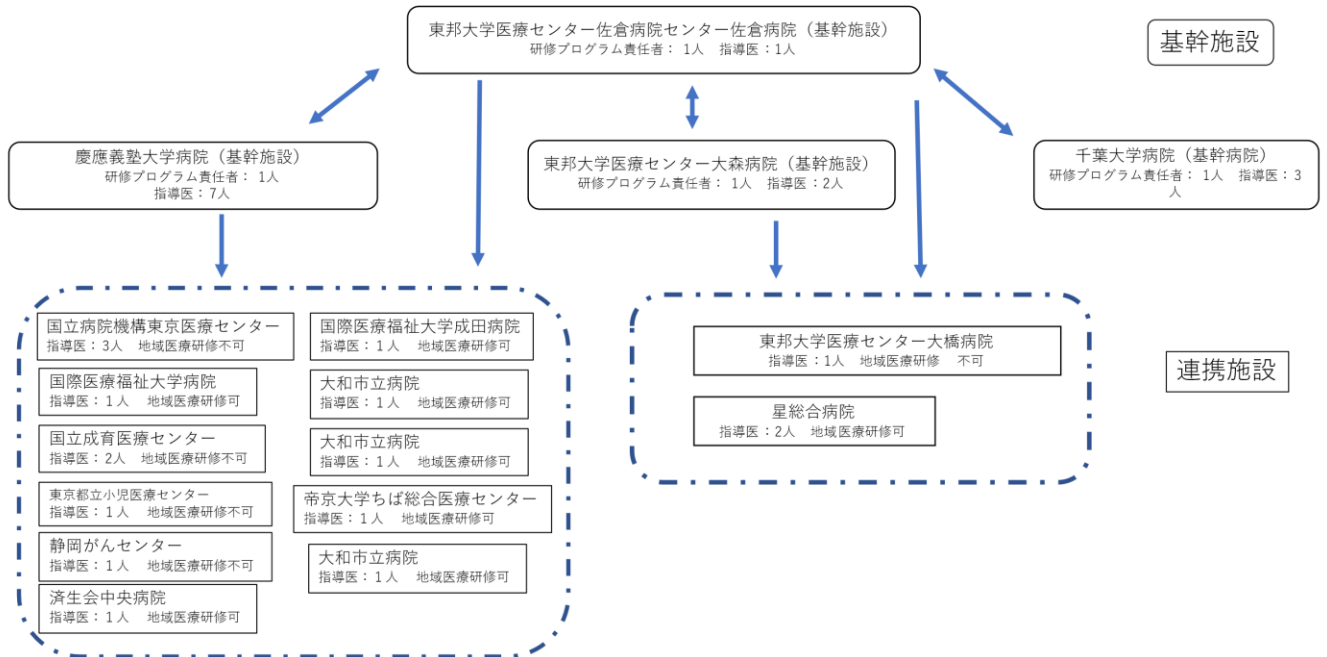 東邦大学医療センター佐倉病院センター佐倉病院（基幹施設）
研修プログラム責任者： 1人　指導医：1人
基幹施設
慶應義塾大学病院（基幹施設）
研修プログラム責任者： 1人
指導医：7人
東邦大学医療センター大森病院（基幹施設）
研修プログラム責任者： 1人　指導医：2人
千葉大学病院（基幹病院）
研修プログラム責任者： 1人　指導医：3
人
国立病院機構東京医療センター
指導医：3人　地域医療研修不可
国際医療福祉大学病院
指導医：1人　地域医療研修可
国立成育医療センター
指導医：2人　地域医療研修不可
東京都立小児医療センター
指導医：1人　地域医療研修不可
静岡がんセンター
指導医：1人　地域医療研修不可
済生会中央病院
指導医：1人　地域医療研修可
国際医療福祉大学成田病院
指導医：1人　地域医療研修可
大和市立病院
指導医：1人　地域医療研修可
大和市立病院
指導医：1人　地域医療研修可
帝京大学ちば総合医療センター
指導医：1人　地域医療研修可
大和市立病院
指導医：1人　地域医療研修可
東邦大学医療センター大橋病院
指導医：1人　地域医療研修　不可
星総合病院
指導医：2人　地域医療研修可
連携施設